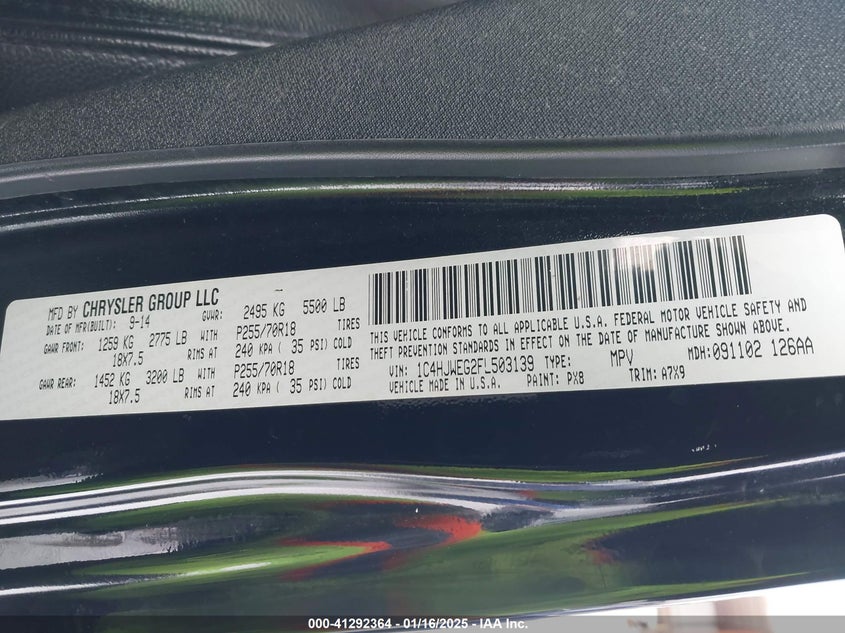 MFD BY CHRYSLER GROUP LLC
DATE OF MFR(BUILT): 9-14 GVWR: 2495 KG 5500 LB
GAWR FRONT: 1259 KG 2775 LB WITH P255/70R18 TIRES
18X7.5 RIMS AT 240 KPA ( 35 PSI) COLD
GAWR REAR: 1452 KG 3200 LB WITH P255/70R18 TIRES
18X7.5 RIMS AT 240 KPA ( 35 PSI) COLD
THIS VEHICLE CONFORMS TO ALL APPLICABLE U.S.A. FEDERAL MOTOR VEHICLE SAFETY AND
THEFT PREVENTION STANDARDS IN EFFECT ON THE DATE OF MANUFACTURE SHOWN ABOVE.
VIN: 1C4HJWEG2FL503139 TYPE: MPV MDH: 091102 126AA
VEHICLE MADE IN U.S.A. PAINT: PX8 TRIM: A7X9
000-41292364 - 01/16/2025 - IAA Inc.